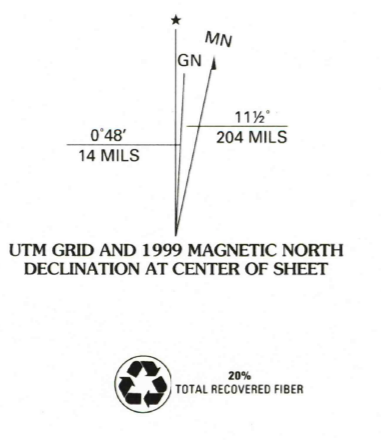 ★
MN
GN
11½°
204 MILS
0°48′
14 MILS
UTM GRID AND 1999 MAGNETIC NORTH
DECLINATION AT CENTER OF SHEET
20%
TOTAL RECOVERED FIBER